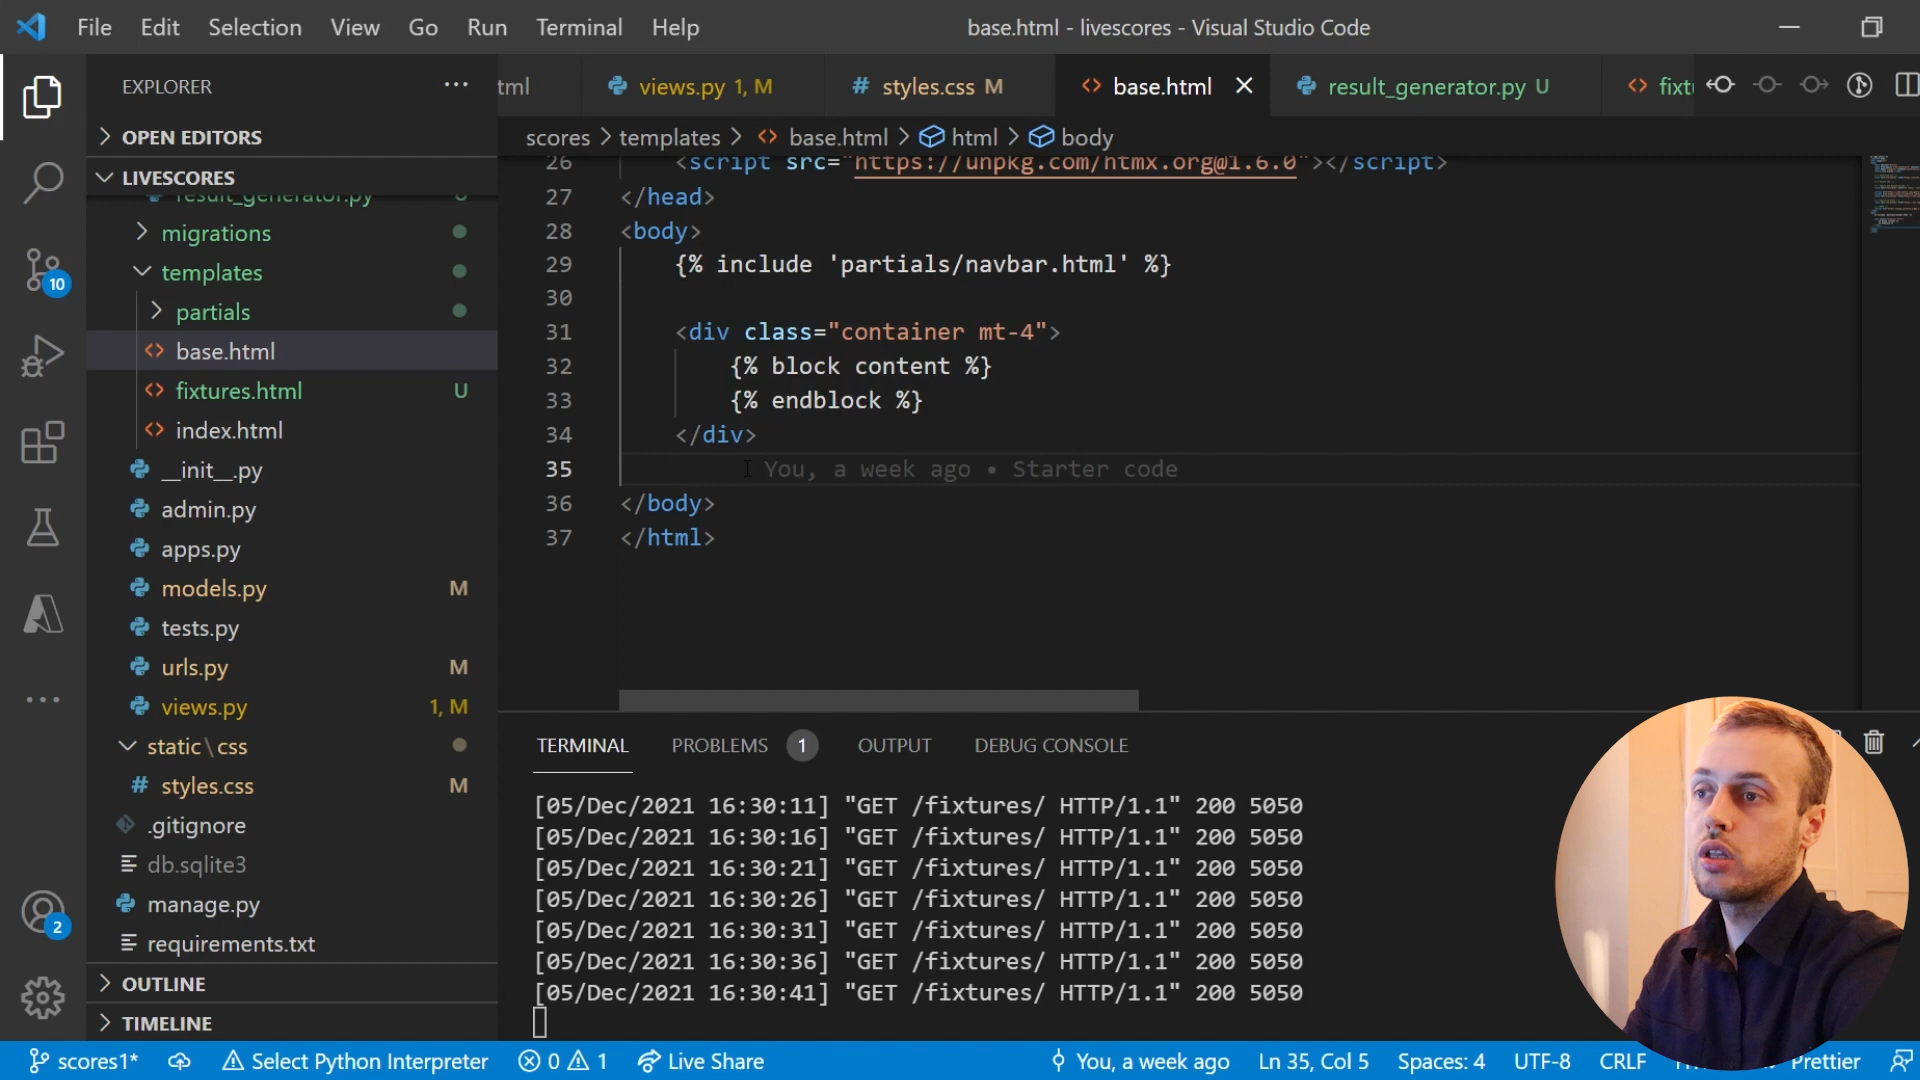 File Edit Selection View Go Run Terminal Help
base.html - livescores - Visual Studio Code
EXPLORER
OPEN EDITORS
LIVESCORES
result_generator.py U
migrations
templates
partials
base.html
fixtures.html U
index.html
__init__.py
admin.py
apps.py
models.py M
tests.py
urls.py M
views.py 1, M
static\css
styles.css M
.gitignore
db.sqlite3
manage.py
requirements.txt
OUTLINE
TIMELINE
10
2
tml views.py 1, M # styles.css M base.html result_generator.py U fixt
scores > templates > base.html > html > body
26 <script src="https://unpkg.com/htmx.org@1.6.0"></script>
27 </head>
28 <body>
29 {% include 'partials/navbar.html' %}
30
31 <div class="container mt-4">
32 {% block content %}
33 {% endblock %}
34 </div>
35 You, a week ago • Starter code
36 </body>
37 </html>
TERMINAL PROBLEMS 1 OUTPUT DEBUG CONSOLE
[05/Dec/2021 16:30:11] "GET /fixtures/ HTTP/1.1" 200 5050
[05/Dec/2021 16:30:16] "GET /fixtures/ HTTP/1.1" 200 5050
[05/Dec/2021 16:30:21] "GET /fixtures/ HTTP/1.1" 200 5050
[05/Dec/2021 16:30:26] "GET /fixtures/ HTTP/1.1" 200 5050
[05/Dec/2021 16:30:31] "GET /fixtures/ HTTP/1.1" 200 5050
[05/Dec/2021 16:30:36] "GET /fixtures/ HTTP/1.1" 200 5050
[05/Dec/2021 16:30:41] "GET /fixtures/ HTTP/1.1" 200 5050
scores1* Select Python Interpreter 0 1 Live Share You, a week ago Ln 35, Col 5 Spaces: 4 UTF-8 CRLF Prettier